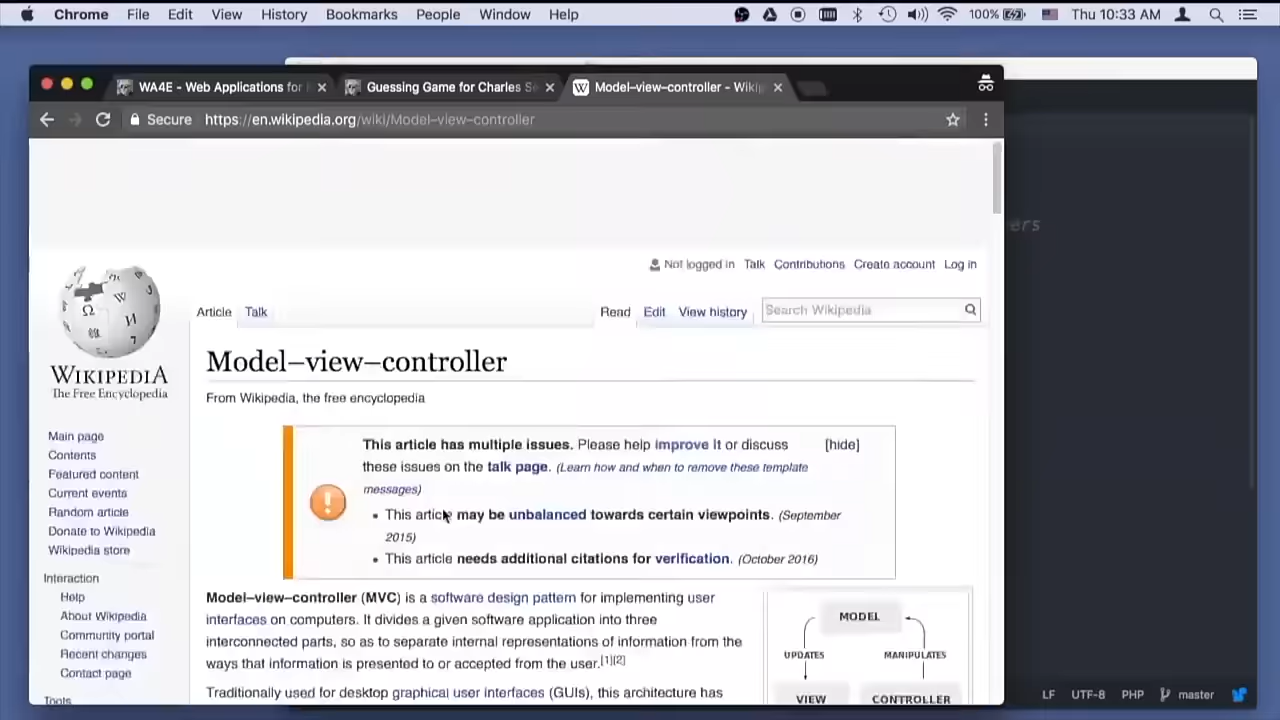 Chrome File Edit View History Bookmarks People Window Help 100% Thu 10:33 AM
WA4E - Web Applications for Guessing Game for Charles Model–view–controller - Wiki
Secure https://en.wikipedia.org/wiki/Model–view–controller
ers
Not logged in Talk Contributions Create account Log in
Article Talk Read Edit View history Search Wikipedia
WIKIPEDIA
The Free Encyclopedia
Model–view–controller
From Wikipedia, the free encyclopedia
This article has multiple issues. Please help improve it or discuss [hide]
these issues on the talk page. (Learn how and when to remove these template
messages)
This article may be unbalanced towards certain viewpoints. (September
2015)
This article needs additional citations for verification. (October 2016)
Main page
Contents
Featured content
Current events
Random article
Donate to Wikipedia
Wikipedia store
Interaction
Help
About Wikipedia
Community portal
Recent changes
Contact page
Tools
Model–view–controller (MVC) is a software design pattern for implementing user
interfaces on computers. It divides a given software application into three
interconnected parts, so as to separate internal representations of information from the
ways that information is presented to or accepted from the user.[1][2]
Traditionally used for desktop graphical user interfaces (GUIs), this architecture has
MODEL
UPDATES MANIPULATES
VIEW CONTROLLER
LF UTF-8 PHP master